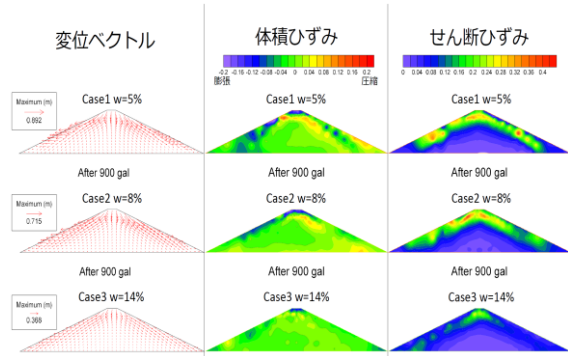 変位ベクトル
体積ひずみ
せん断ひずみ
-0.2 -0.16 -0.12 -0.08 -0.04 0 0.04 0.08 0.12 0.16 0.2
膨張 圧縮
0 0.04 0.08 0.12 0.16 0.2 0.24 0.28 0.32 0.36 0.4
Maximum (m)
0.892
Case1 w=5%
Case1 w=5%
Case1 w=5%
After 900 gal
After 900 gal
After 900 gal
Maximum (m)
0.715
Case2 w=8%
Case2 w=8%
Case2 w=8%
After 900 gal
After 900 gal
After 900 gal
Maximum (m)
0.368
Case3 w=14%
Case3 w=14%
Case3 w=14%